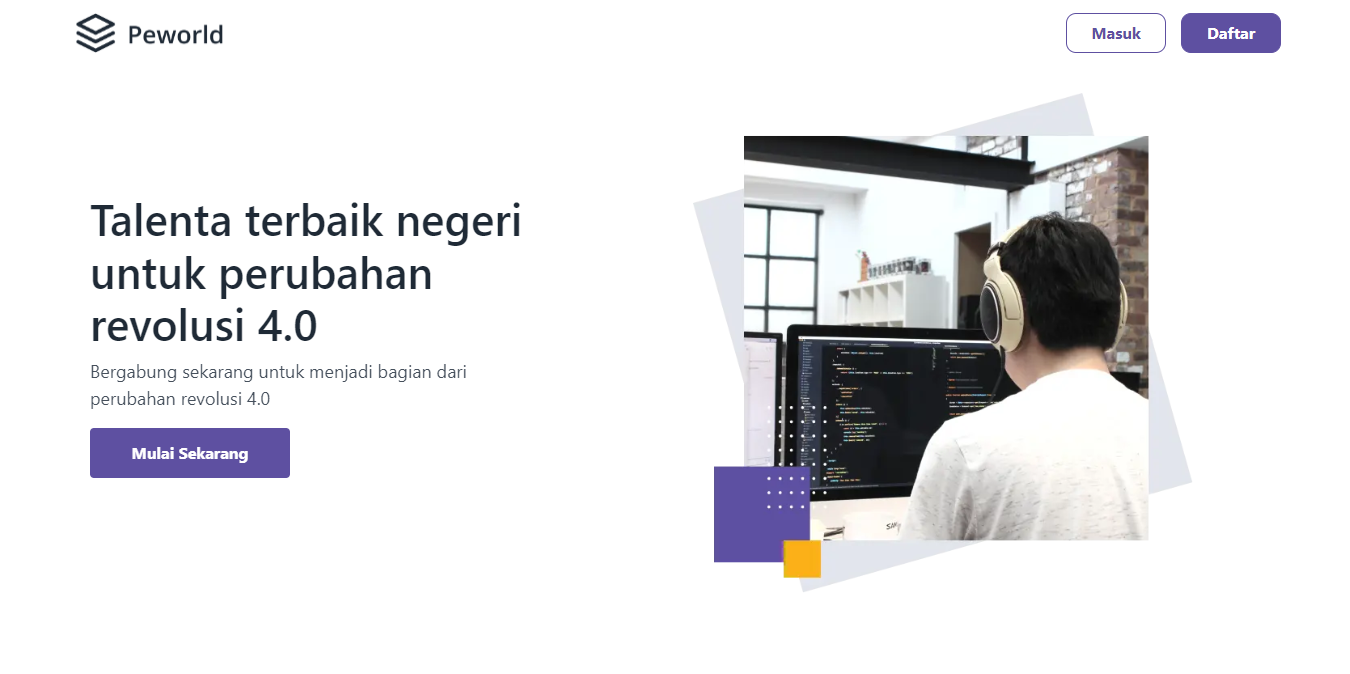 Peworld
Masuk
Daftar
Talenta terbaik negeri
untuk perubahan
revolusi 4.0
Bergabung sekarang untuk menjadi bagian dari
perubahan revolusi 4.0
Mulai Sekarang